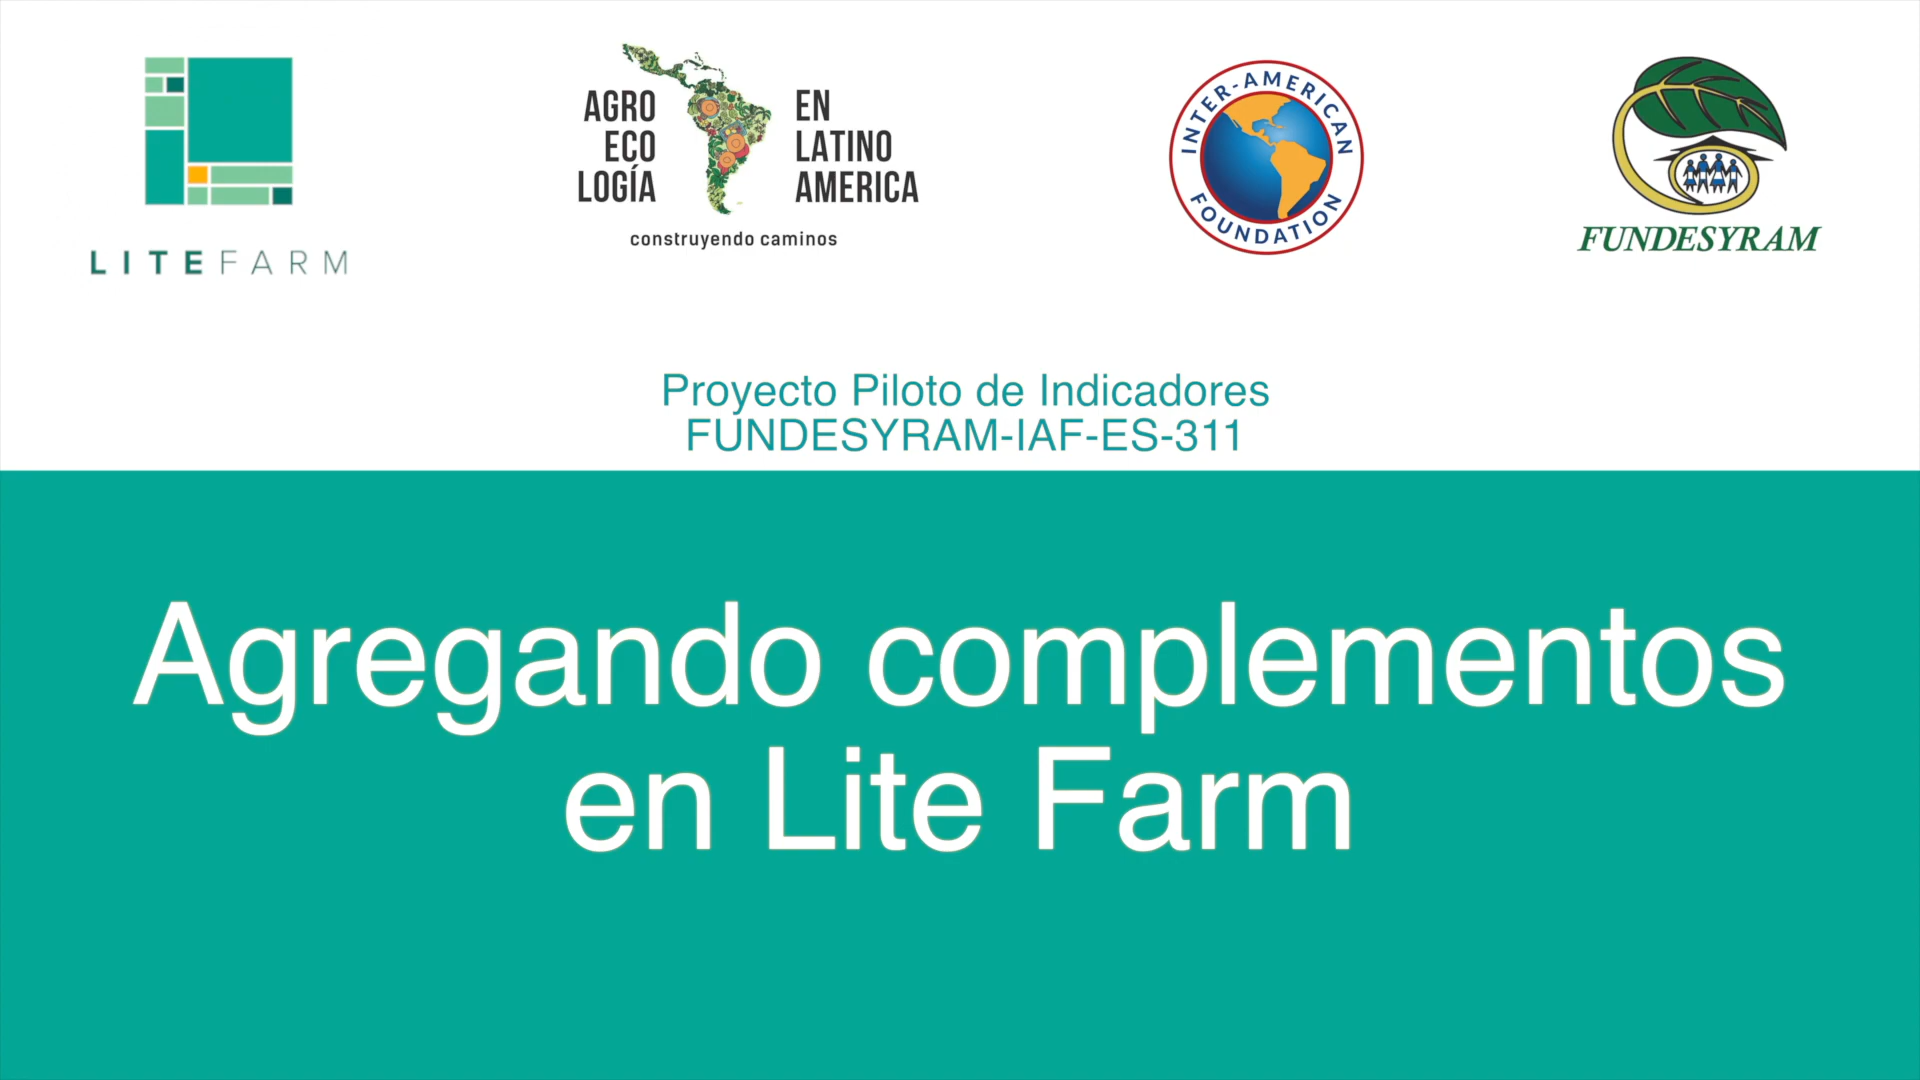 LITEFARM
AGRO
ECO
LOGÍA
EN
LATINO
AMERICA
construyendo caminos
INTER-AMERICAN
FOUNDATION
FUNDESYRAM
Proyecto Piloto de Indicadores
FUNDESYRAM-IAF-ES-311
Agregando complementos
en Lite Farm